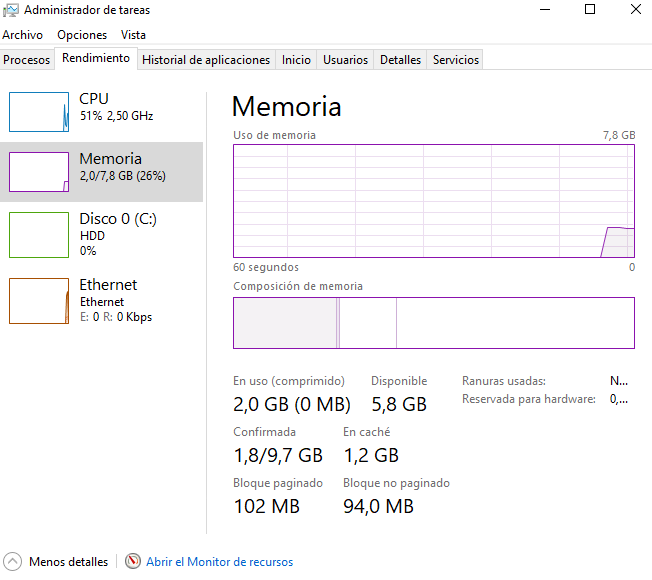 Administrador de tareas
Archivo Opciones Vista
Procesos Rendimiento Historial de aplicaciones Inicio Usuarios Detalles Servicios
CPU
51% 2,50 GHz
Memoria
2,0/7,8 GB (26%)
Disco 0 (C:)
HDD
0%
Ethernet
Ethernet
E: 0 R: 0 Kbps
Memoria
Uso de memoria 7,8 GB
60 segundos 0
Composición de memoria
En uso (comprimido) Disponible
2,0 GB (0 MB) 5,8 GB
Confirmada En caché
1,8/9,7 GB 1,2 GB
Bloque paginado Bloque no paginado
102 MB 94,0 MB
Ranuras usadas: N...
Reservada para hardware: 0,...
Menos detalles Abrir el Monitor de recursos